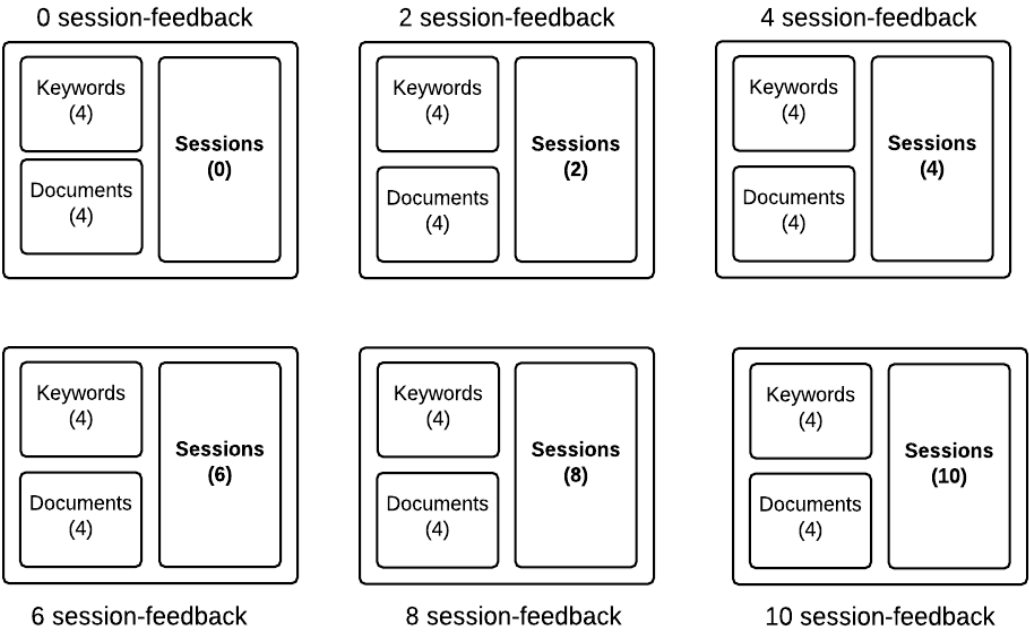 0 session-feedback
2 session-feedback
4 session-feedback
Keywords
(4)
Documents
(4)
Sessions
(0)
Keywords
(4)
Documents
(4)
Sessions
(2)
Keywords
(4)
Documents
(4)
Sessions
(4)
Keywords
(4)
Documents
(4)
Sessions
(6)
Keywords
(4)
Documents
(4)
Sessions
(8)
Keywords
(4)
Documents
(4)
Sessions
(10)
6 session-feedback
8 session-feedback
10 session-feedback